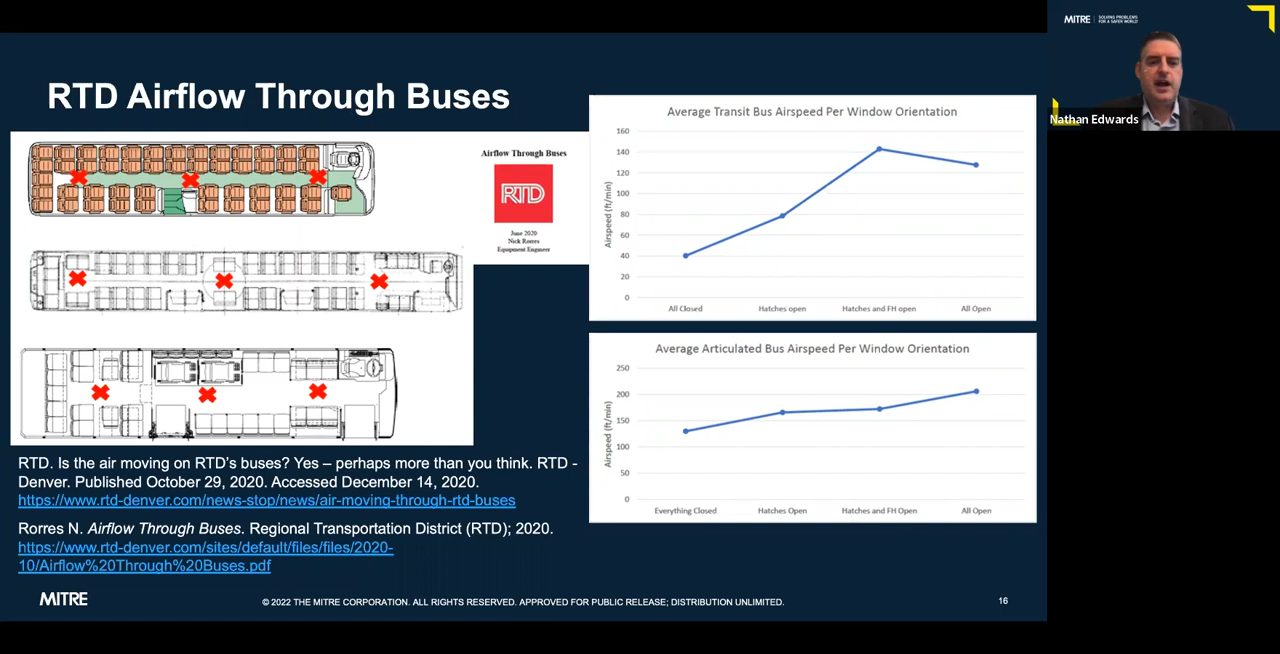 MITRE | SOLVING PROBLEMS
FOR A SAFER WORLD
Nathan Edwards
RTD Airflow Through Buses
Airflow Through Buses
RTD
June 2020
Nick Rorres
Equipment Engineer
Average Transit Bus Airspeed Per Window Orientation
Airspeed (ft/min)
160
140
120
100
80
60
40
20
0
All Closed
Hatches open
Hatches and FH open
All Open
Average Articulated Bus Airspeed Per Window Orientation
Airspeed (ft/min)
250
200
150
100
50
0
Everything Closed
Hatches Open
Hatches and FH Open
All Open
RTD. Is the air moving on RTD's buses? Yes – perhaps more than you think. RTD -
Denver. Published October 29, 2020. Accessed December 14, 2020.
https://www.rtd-denver.com/news-stop/news/air-moving-through-rtd-buses
Rorres N. Airflow Through Buses. Regional Transportation District (RTD); 2020.
https://www.rtd-denver.com/sites/default/files/files/2020-
10/Airflow%20Through%20Buses.pdf
MITRE
© 2022 THE MITRE CORPORATION. ALL RIGHTS RESERVED. APPROVED FOR PUBLIC RELEASE; DISTRIBUTION UNLIMITED.
16